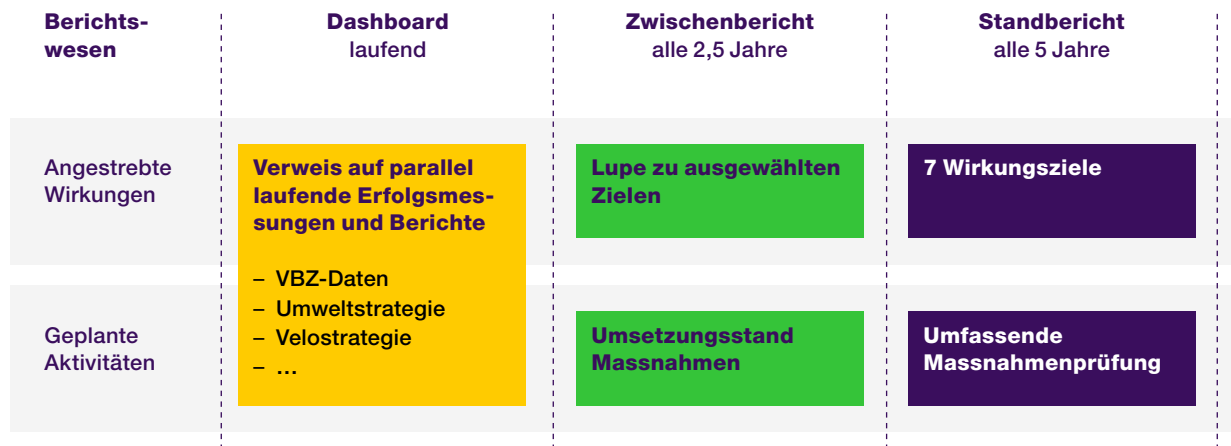 Berichts-
wesen
Dashboard
laufend
Zwischenbericht
alle 2,5 Jahre
Standbericht
alle 5 Jahre
Angestrebte
Wirkungen
Verweis auf parallel
laufende Erfolgsmes-
sungen und Berichte
– VBZ-Daten
– Umweltstrategie
– Velostrategie
– …
Lupe zu ausgewählten
Zielen
7 Wirkungsziele
Geplante
Aktivitäten
Umsetzungsstand
Massnahmen
Umfassende
Massnahmenprüfung